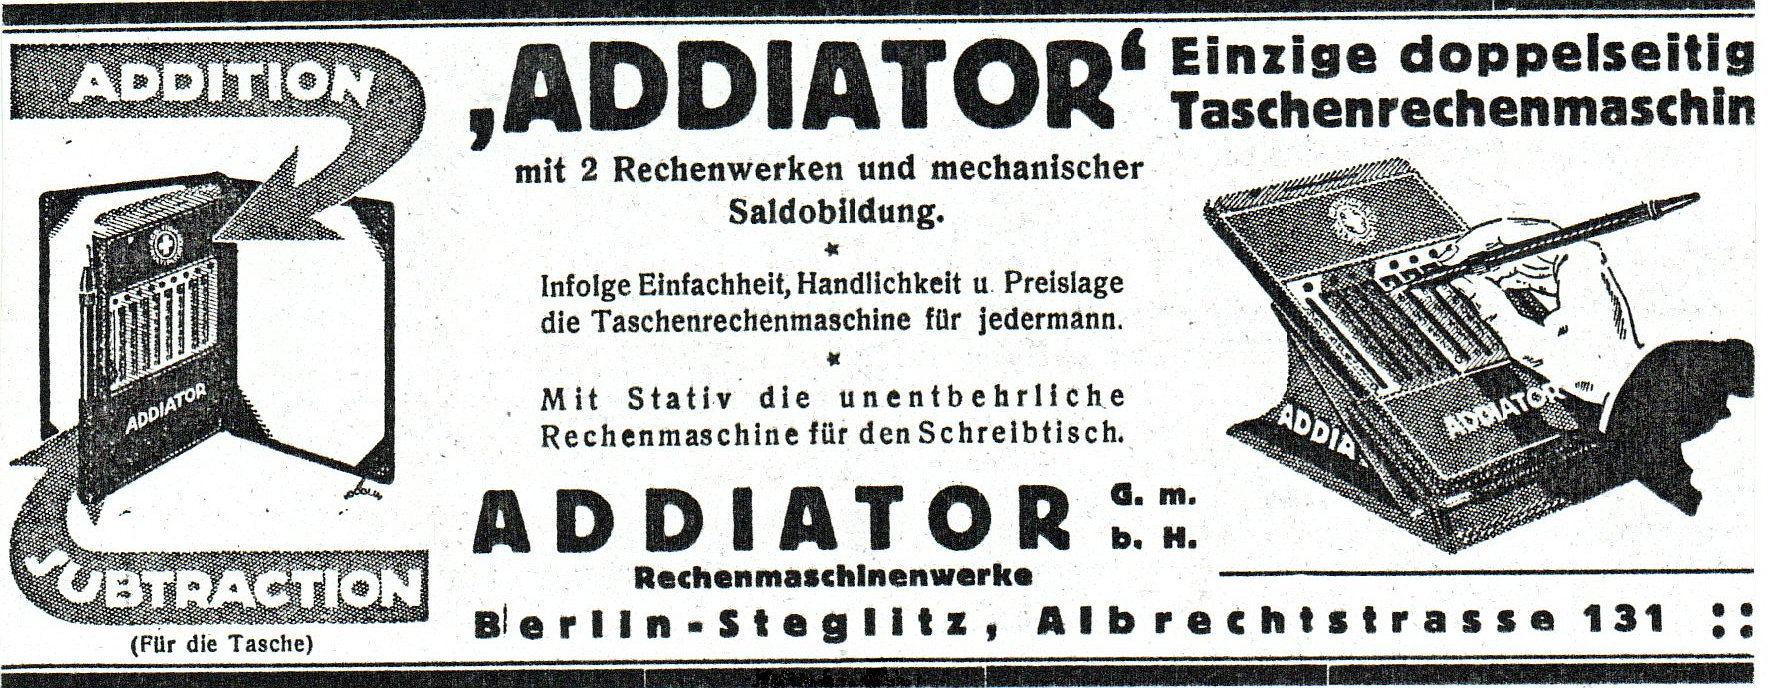 ADDITION
‚ADDIATOR‘
Einzige doppelseitig
Taschenrechenmaschin
mit 2 Rechenwerken und mechanischer
Saldobildung.
Infolge Einfachheit, Handlichkeit u. Preislage
die Taschenrechenmaschine für jedermann.
Mit Stativ die unentbehrliche
Rechenmaschine für den Schreibtisch.
ADDIATOR
ADDIATOR
ADDIA
SUBTRACTION
(Für die Tasche)
ADDIATOR G. m.
b. H.
Rechenmaschinenwerke
Berlin-Steglitz, Albrechtstrasse 131